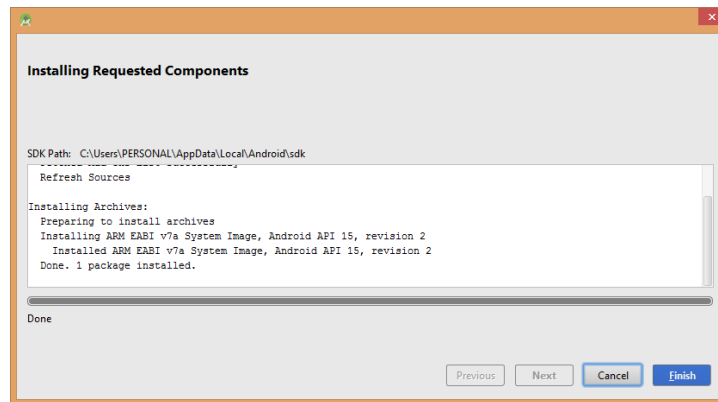 Installing Requested Components
SDK Path: C:\Users\PERSONAL\AppData\Local\Android\sdk
Refresh Sources
Installing Archives:
Preparing to install archives
Installing ARM EABI v7a System Image, Android API 15, revision 2
Installed ARM EABI v7a System Image, Android API 15, revision 2
Done. 1 package installed.
Done
Previous Next Cancel Finish